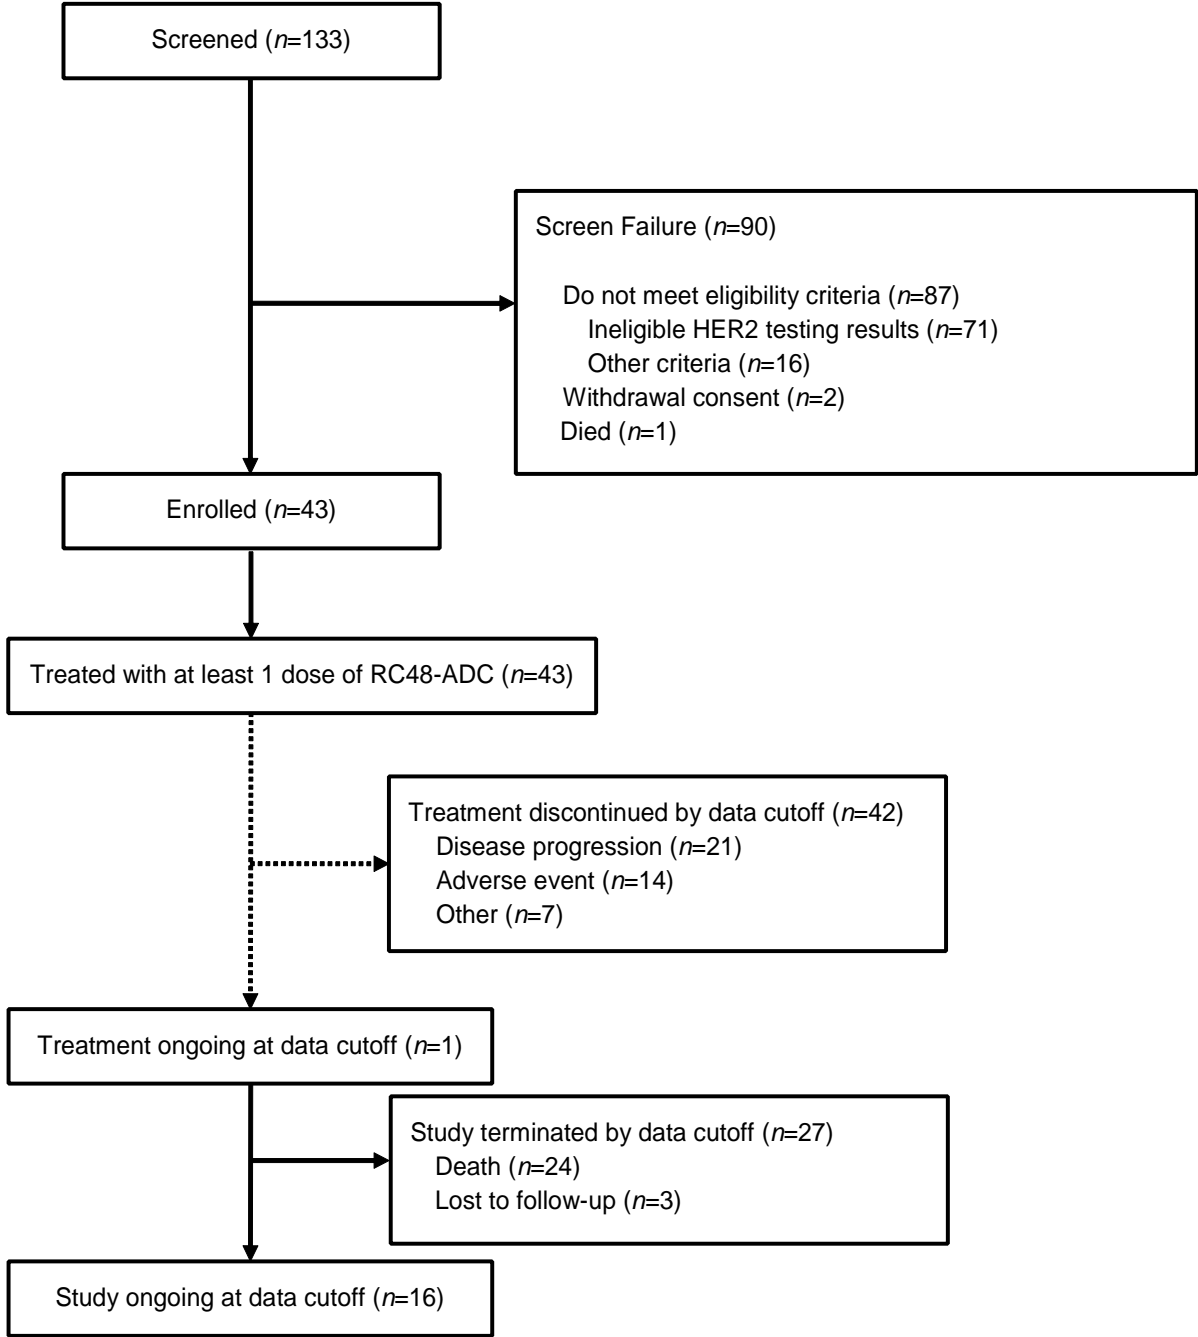 Screened (n=133)
Screen Failure (n=90)
Do not meet eligibility criteria (n=87)
Ineligible HER2 testing results (n=71)
Other criteria (n=16)
Withdrawal consent (n=2)
Died (n=1)
Enrolled (n=43)
Treated with at least 1 dose of RC48-ADC (n=43)
Treatment discontinued by data cutoff (n=42)
Disease progression (n=21)
Adverse event (n=14)
Other (n=7)
Treatment ongoing at data cutoff (n=1)
Study terminated by data cutoff (n=27)
Death (n=24)
Lost to follow-up (n=3)
Study ongoing at data cutoff (n=16)